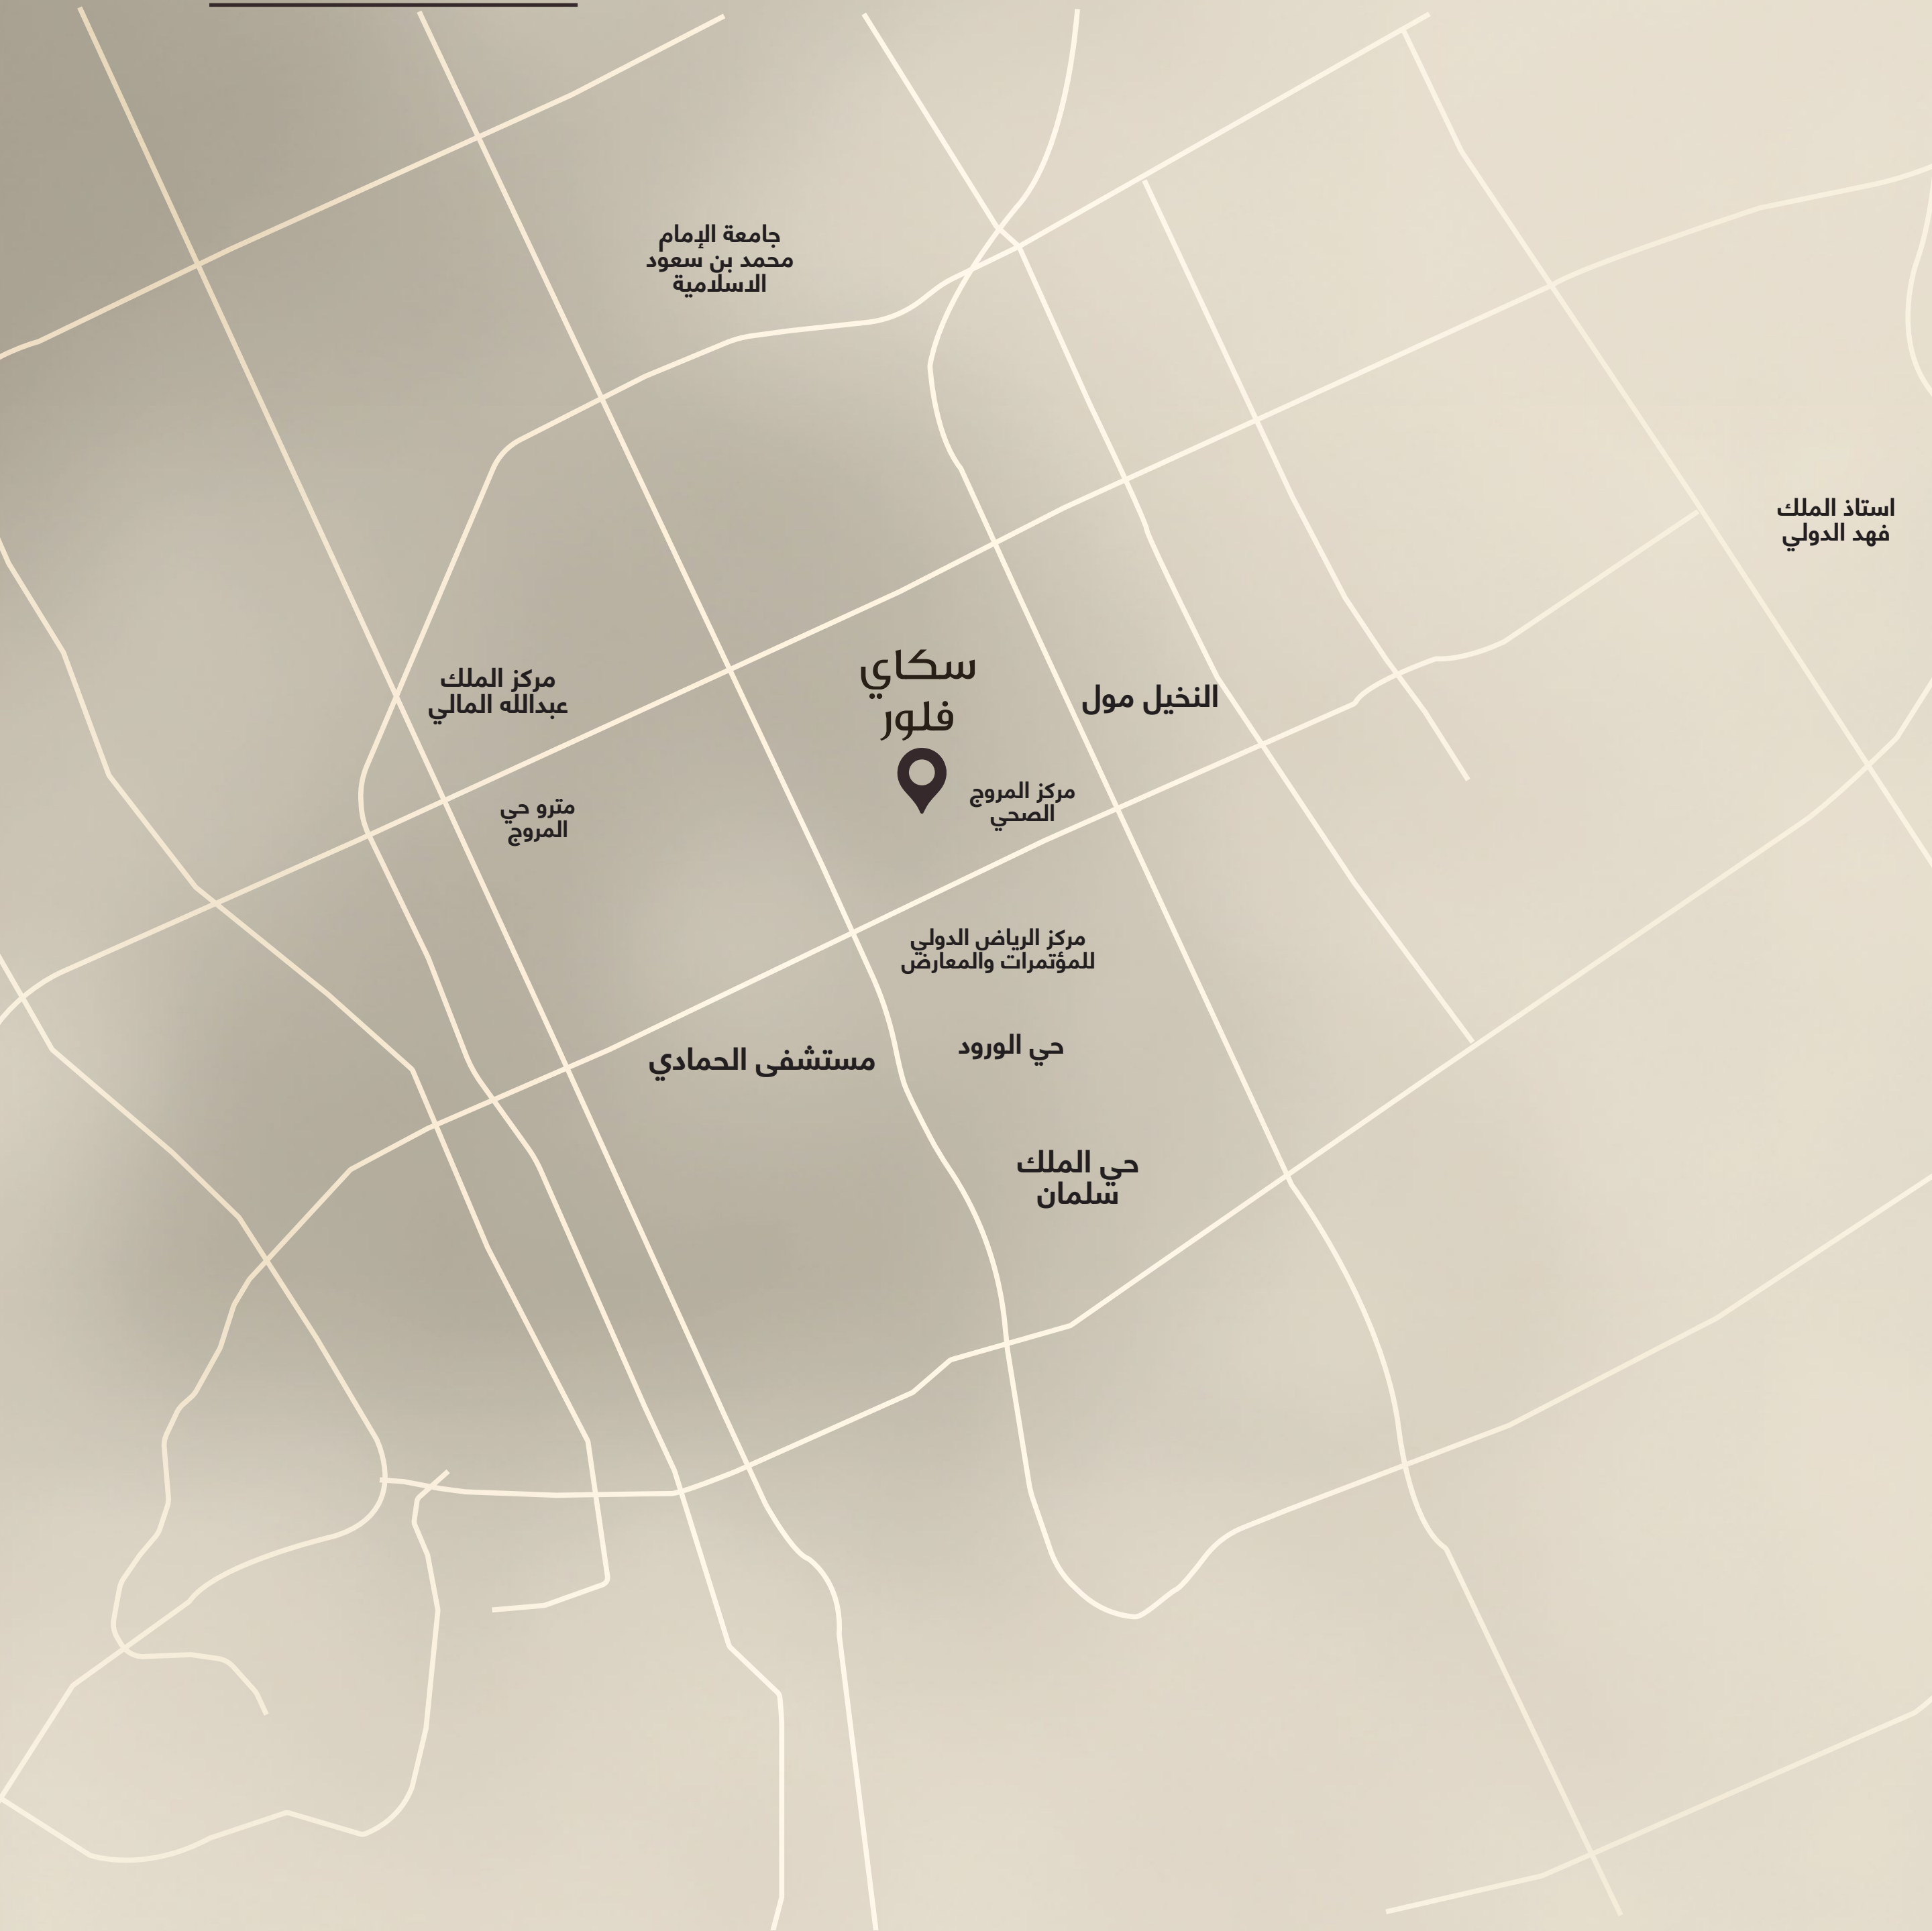 جامعة الإمام
محمد بن سعود
الاسلامية
استاذ الملك
فهد الدولي
سكاي
فلور
النخيل مول
مركز الملك
عبدالله المالي
مركز المروج
الصحي
مترو حي
المروج
مركز الرياض الدولي
للمؤتمرات والمعارض
حي الورود
مستشفى الحمادي
حي الملك
سلمان